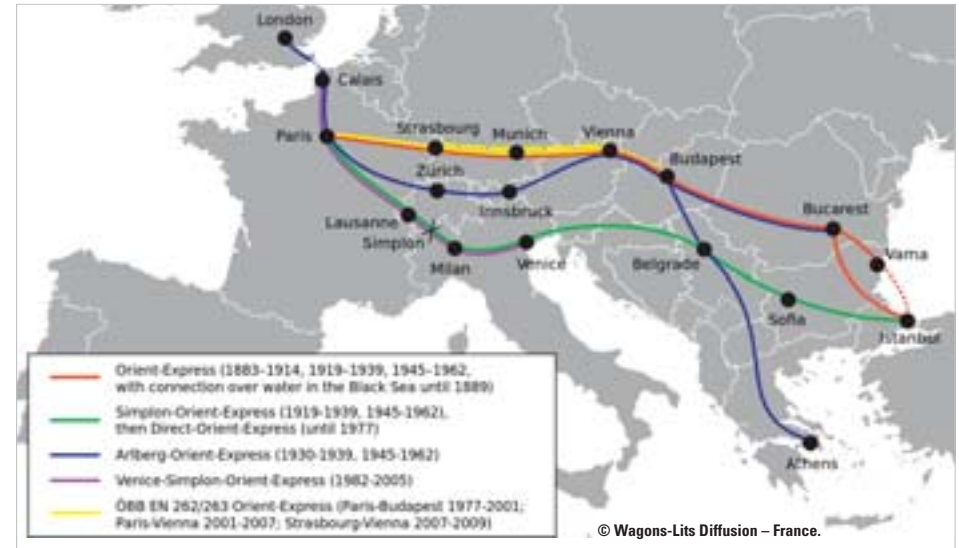 London
Calais
Paris
Strasbourg
Munich
Vienna
Zürich
Innsbruck
Budapest
Lausanne
Simplon
Milan
Venice
Bucarest
Varna
Belgrade
Sofia
Istanbul
Athens
Orient-Express (1883–1914, 1919–1939, 1945–1962,
with connection over water in the Black Sea until 1889)
Simplon-Orient-Express (1919-1939, 1945-1962),
then Direct-Orient-Express (until 1977)
Arlberg-Orient-Express (1930-1939, 1945-1962)
Venice-Simplon-Orient-Express (1982-2005)
ÖBB EN 262/263 Orient-Express (Paris-Budapest 1977-2001;
Paris-Vienna 2001-2007; Strasbourg-Vienna 2007-2009)
© Wagons-Lits Diffusion – France.